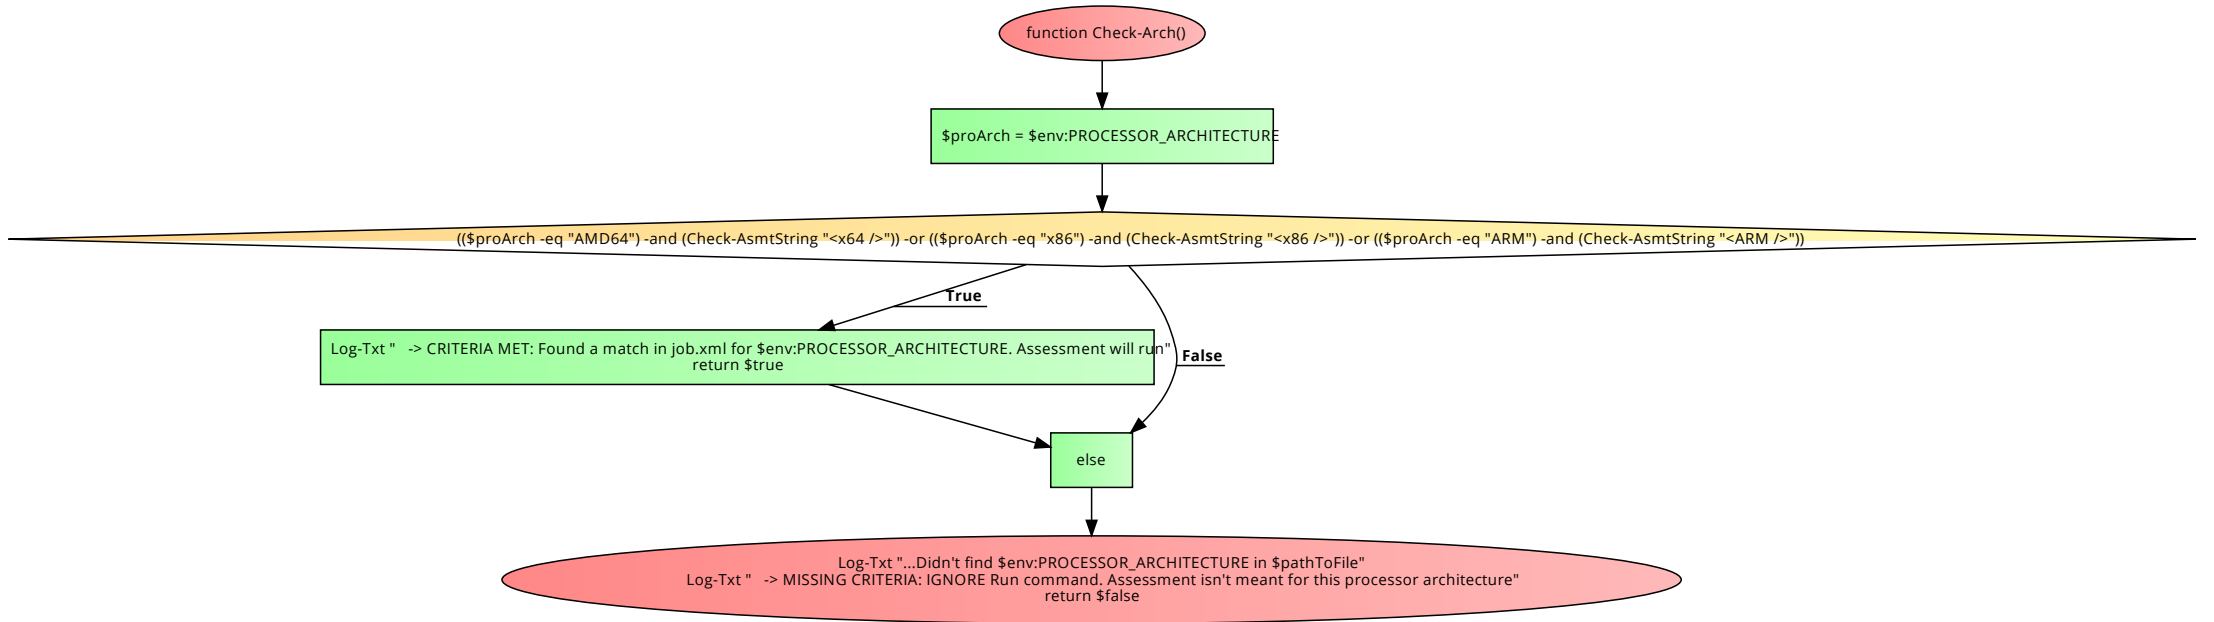 function Check-Arch()
$proArch = $env:PROCESSOR_ARCHITECTURE
(($proArch -eq "AMD64") -and (Check-AsmtString "<x64 />")) -or (($proArch -eq "x86") -and (Check-AsmtString "<x86 />")) -or (($proArch -eq "ARM") -and (Check-AsmtString "<ARM />"))
True
Log-Txt "   -> CRITERIA MET: Found a match in job.xml for $env:PROCESSOR_ARCHITECTURE. Assessment will run"
return $true
False
else
Log-Txt "...Didn't find $env:PROCESSOR_ARCHITECTURE in $pathToFile"
Log-Txt "   -> MISSING CRITERIA: IGNORE Run command. Assessment isn't meant for this processor architecture"
return $false